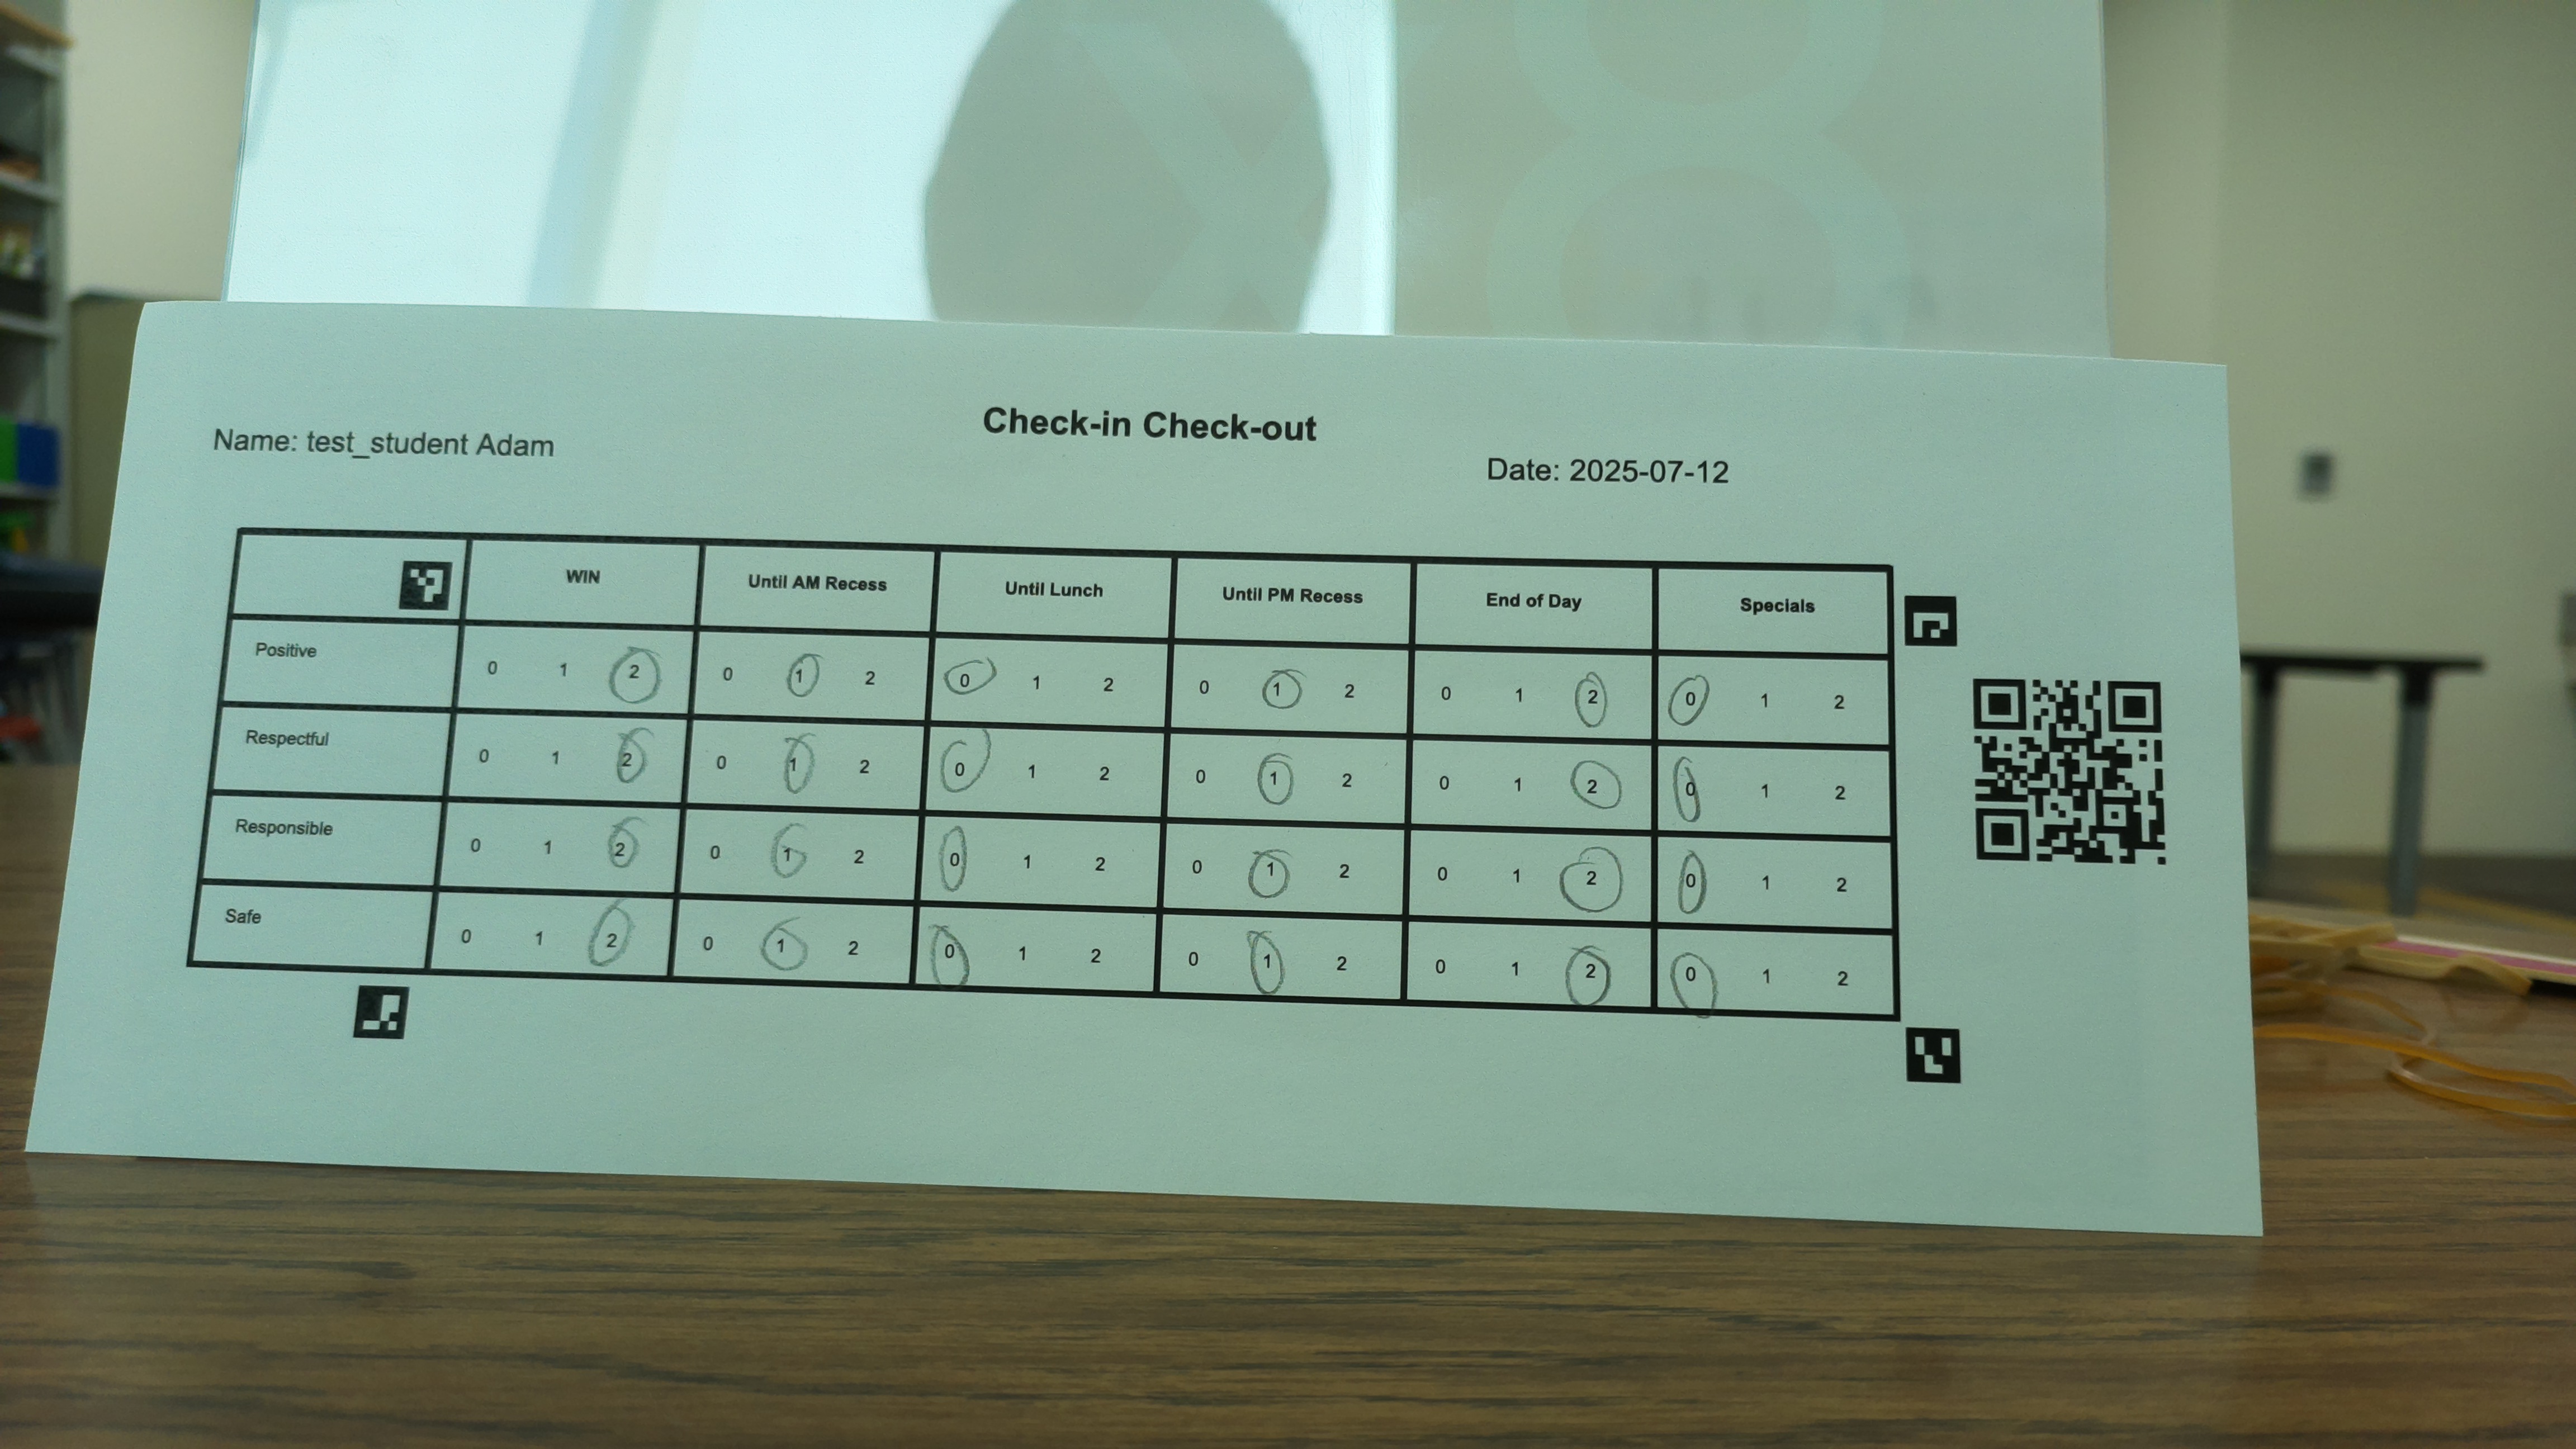 Check-in Check-out
Name: test_student Adam
Date: 2025-07-12
WIN Until AM Recess Until Lunch Until PM Recess End of Day Specials
Positive 0 1 2 0 1 2 0 1 2 0 1 2 0 1 2 0 1 2
Respectful 0 1 2 0 1 2 0 1 2 0 1 2 0 1 2 0 1 2
Responsible 0 1 2 0 1 2 0 1 2 0 1 2 0 1 2 0 1 2
Safe 0 1 2 0 1 2 0 1 2 0 1 2 0 1 2 0 1 2